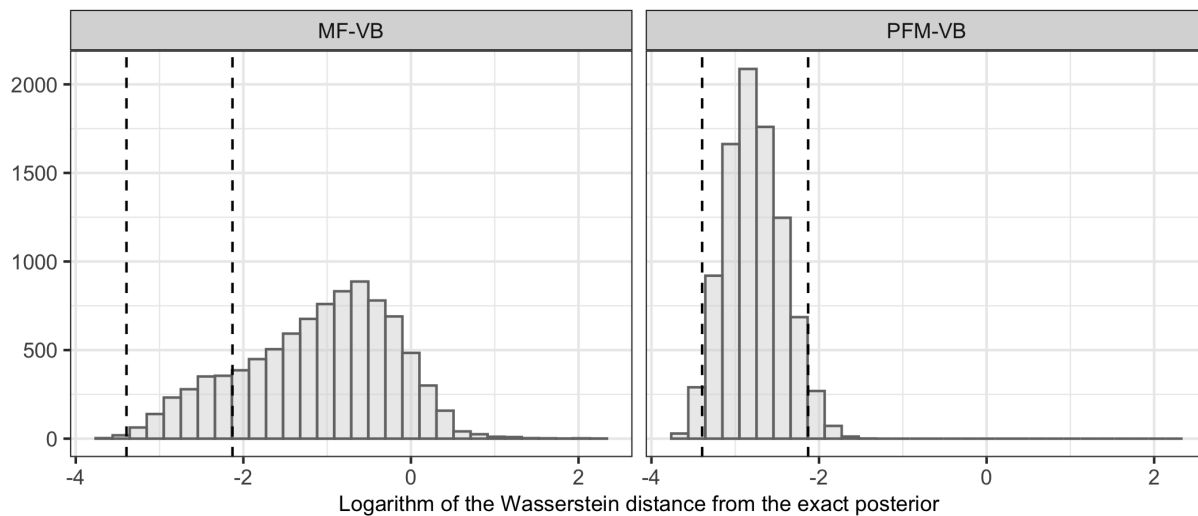 MF-VB
PFM-VB
2000
1500
1000
500
0
-4 -2 0 2
-4 -2 0 2
Logarithm of the Wasserstein distance from the exact posterior